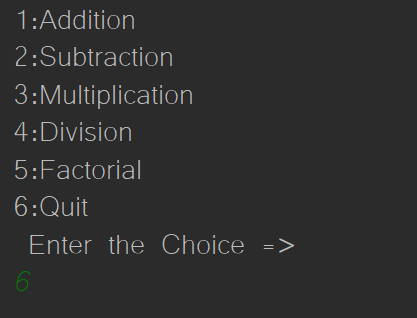 1:Addition
2:Subtraction
3:Multiplication
4:Division
5:Factorial
6:Quit
Enter the Choice =>
6